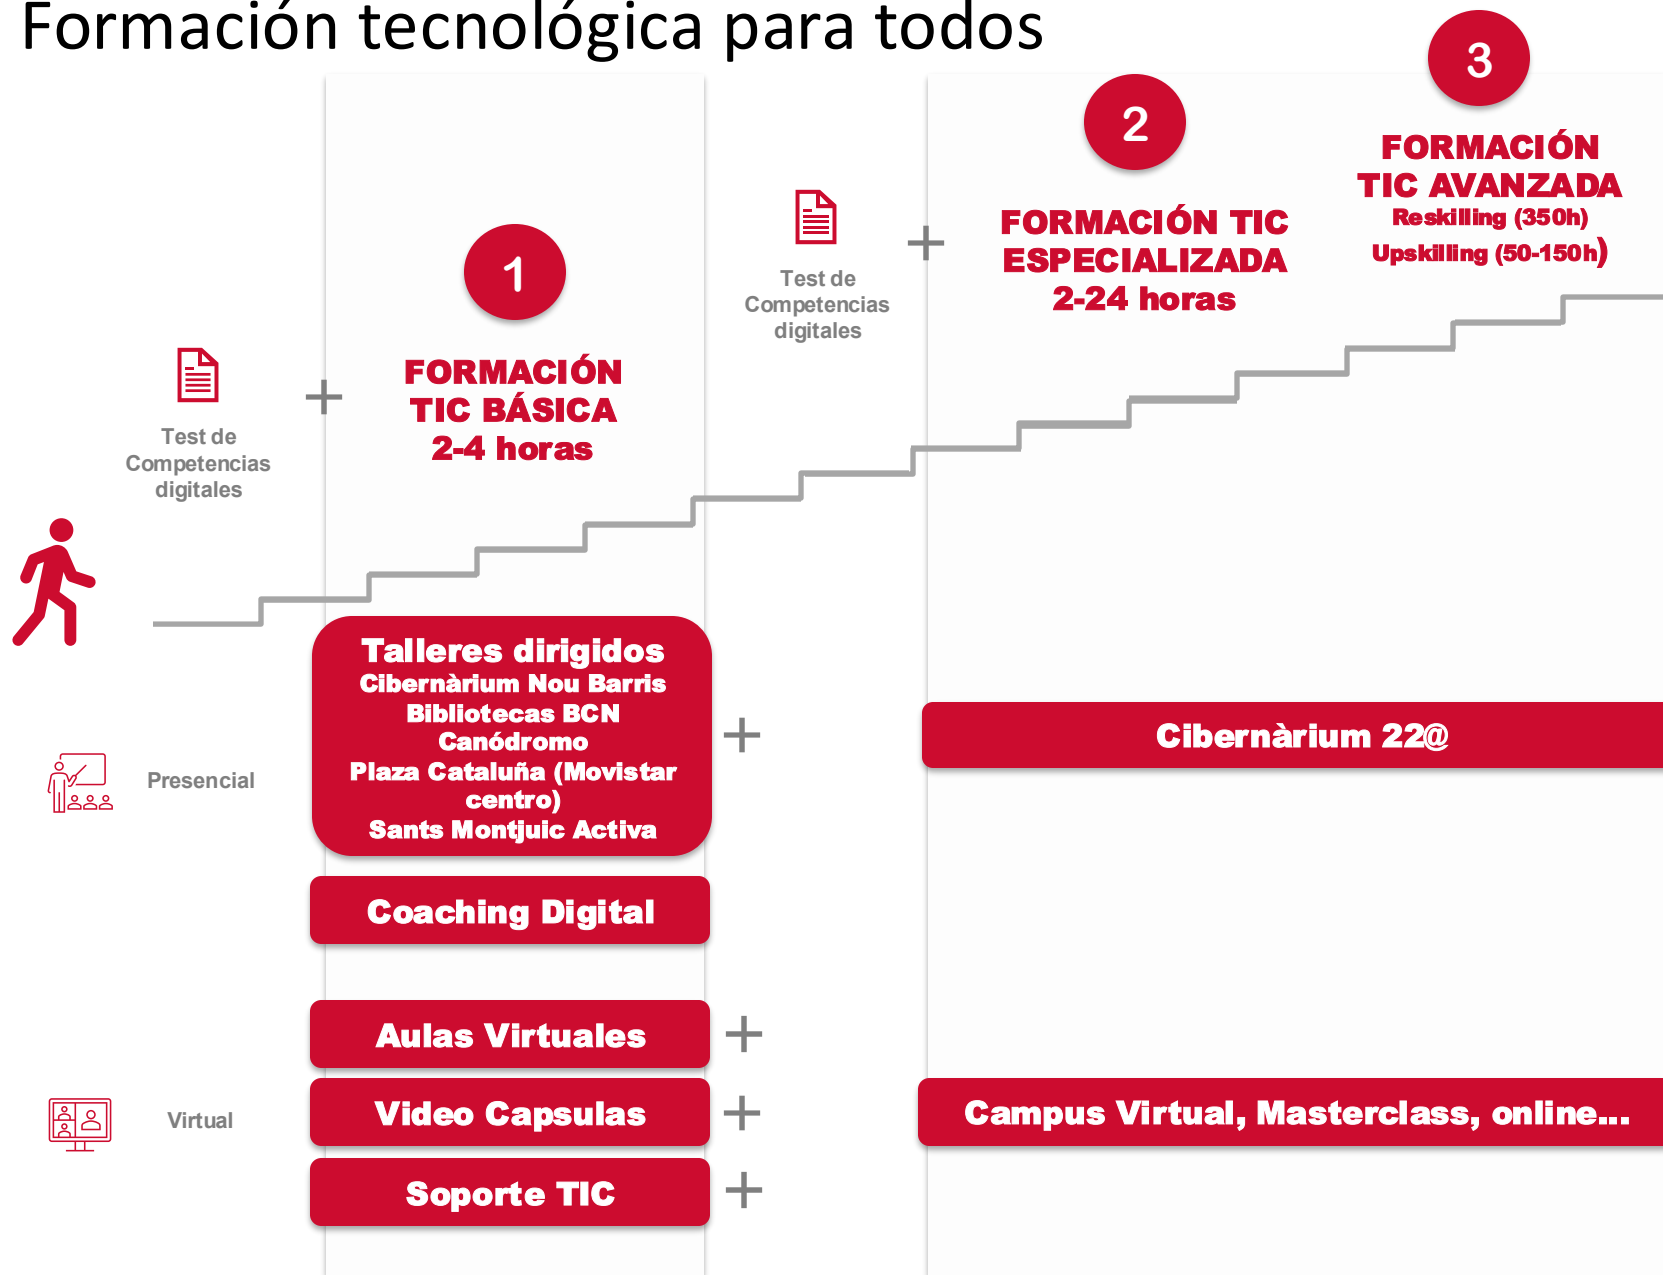 Formación tecnológica para todos
3
FORMACIÓN
TIC AVANZADA
Reskilling (350h)
Upskilling (50-150h)
2
FORMACIÓN TIC
ESPECIALIZADA
2-24 horas
Test de
Competencias
digitales
+
1
FORMACIÓN
TIC BÁSICA
2-4 horas
Test de
Competencias
digitales
+
Talleres dirigidos
Cibernàrium Nou Barris
Bibliotecas BCN
Canódromo
Plaza Cataluña (Movistar
centro)
Sants Montjuic Activa
+
Cibernàrium 22@
Presencial
Coaching Digital
Aulas Virtuales
+
Video Capsulas
+
Campus Virtual, Masterclass, online...
Virtual
Soporte TIC
+